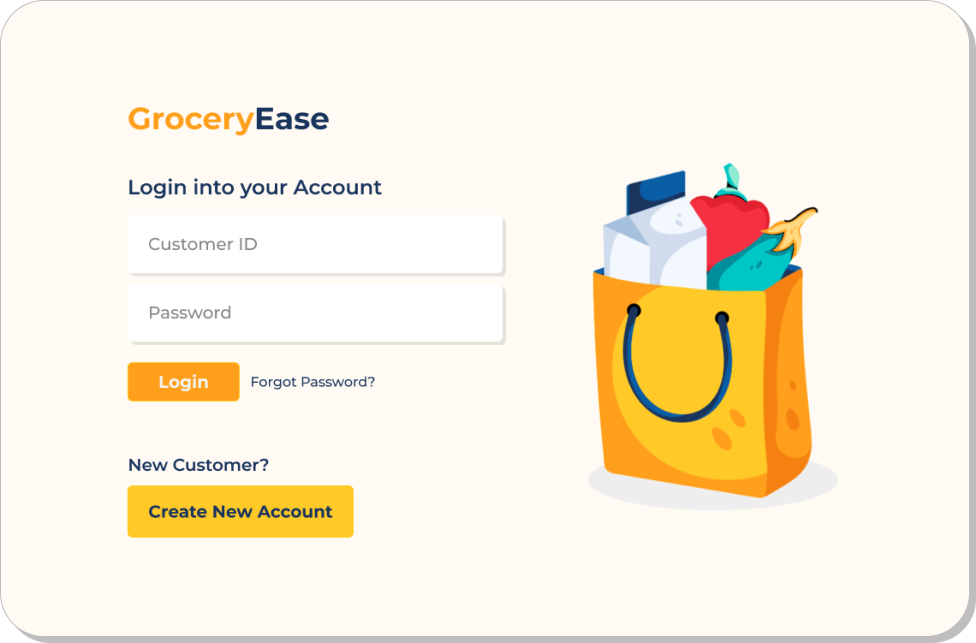 GroceryEase
Login into your Account
Customer ID
Password
Login Forgot Password?
New Customer?
Create New Account